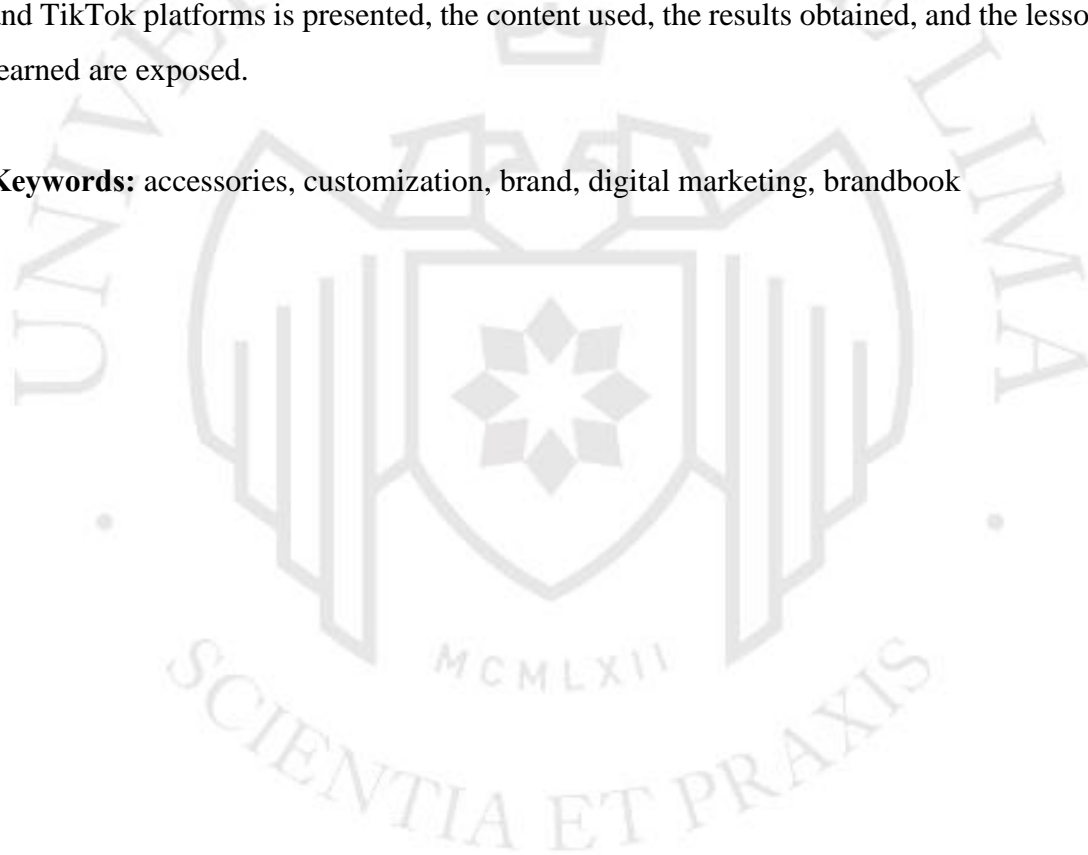 and TikTok platforms is presented, the content used, the results obtained, and the
earned are exposed.
Keywords: accessories, customization, brand, digital marketing, brandbook
MCMLXII
SCIENTIA ET PRAXIS